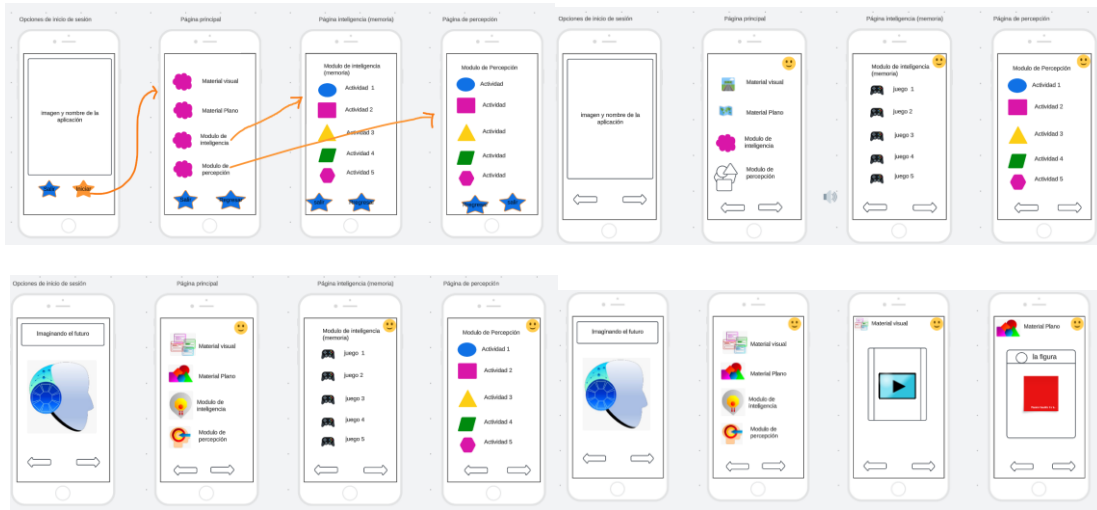 Opciones de inicio de sesión
Página principal
Página inteligencia (memoria)
Página de percepción
Imagen y nombre de la
aplicación
Salir
Iniciar
Material visual
Material Plano
Modulo de
inteligencia
Modulo de
percepción
Salir
Regresar
Modulo de inteligencia
(memoria)
Actividad 1
Actividad 2
Actividad 3
Actividad 4
Actividad 5
Salir
Regresar
Modulo de Percepción
Actividad
Actividad
Actividad
Actividad
Actividad
Regresar
Salir
Opciones de inicio de sesión
Página principal
Página inteligencia (memoria)
Página de percepción
Imagen y nombre de la
aplicación
Material visual
Material Plano
Modulo de
inteligencia
Modulo de
percepción
Modulo de inteligencia
(memoria)
juego 1
juego 2
juego 3
juego 4
juego 5
Modulo de Percepción
Actividad 1
Actividad 2
Actividad 3
Actividad 4
Actividad 5
Opciones de inicio de sesión
Página principal
Página inteligencia (memoria)
Página de percepción
Imaginando el futuro
Material visual
Material Plano
Modulo de
inteligencia
Modulo de
percepción
Modulo de inteligencia
(memoria)
juego 1
juego 2
juego 3
juego 4
juego 5
Modulo de Percepción
Actividad 1
Actividad 2
Actividad 3
Actividad 4
Actividad 5
Imaginando el futuro
Material visual
Material Plano
Modulo de
inteligencia
Modulo de
percepción
Material visual
Material Plano
la figura